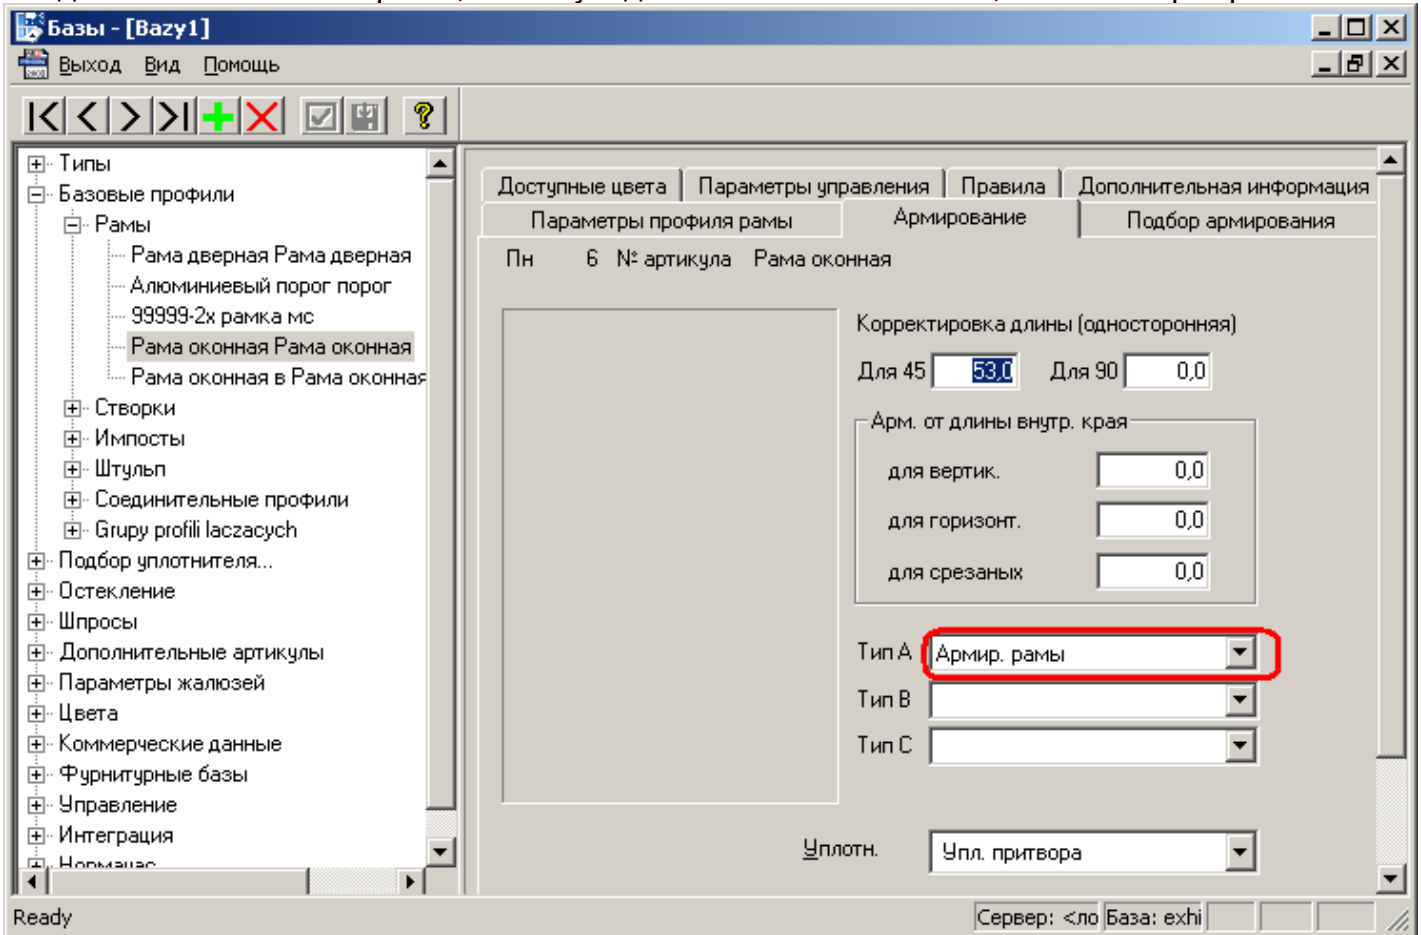 Базы - [Bazy1]
Выход Вид Помощь
Типы
Базовые профили
Рамы
Рама дверная Рама дверная
Алюминиевый порог порог
99999-2х рамка мс
Рама оконная Рама оконная
Рама оконная в Рама оконная
Створки
Импосты
Штульп
Соединительные профили
Grupy profili laczacych
Подбор уплотнителя...
Остекление
Шпросы
Дополнительные артикулы
Параметры жалюзей
Цвета
Коммерческие данные
Фурнитурные базы
Управление
Интеграция
Нормачас
Доступные цвета Параметры управления Правила Дополнительная информация
Параметры профиля рамы Армирование Подбор армирования
Пн 6 № артикула Рама оконная
Корректировка длины (односторонняя)
Для 45 53,0 Для 90 0,0
Арм. от длины внутр. края
для вертик. 0,0
для горизонт. 0,0
для срезаных 0,0
Тип А Армир. рамы
Тип В
Тип С
Уплотн. Упл. притвора
Ready Сервер: <ло База: exhi